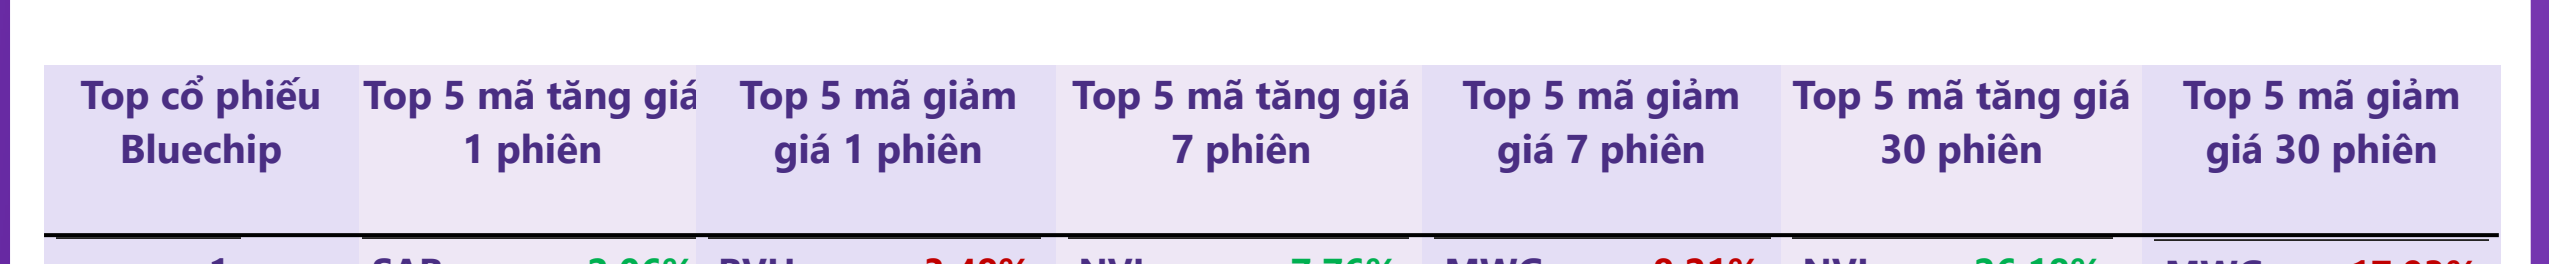 Top cổ phiếu Bluechip
Top 5 mã tăng giá 1 phiên
Top 5 mã giảm giá 1 phiên
Top 5 mã tăng giá 7 phiên
Top 5 mã giảm giá 7 phiên
Top 5 mã tăng giá 30 phiên
Top 5 mã giảm giá 30 phiên